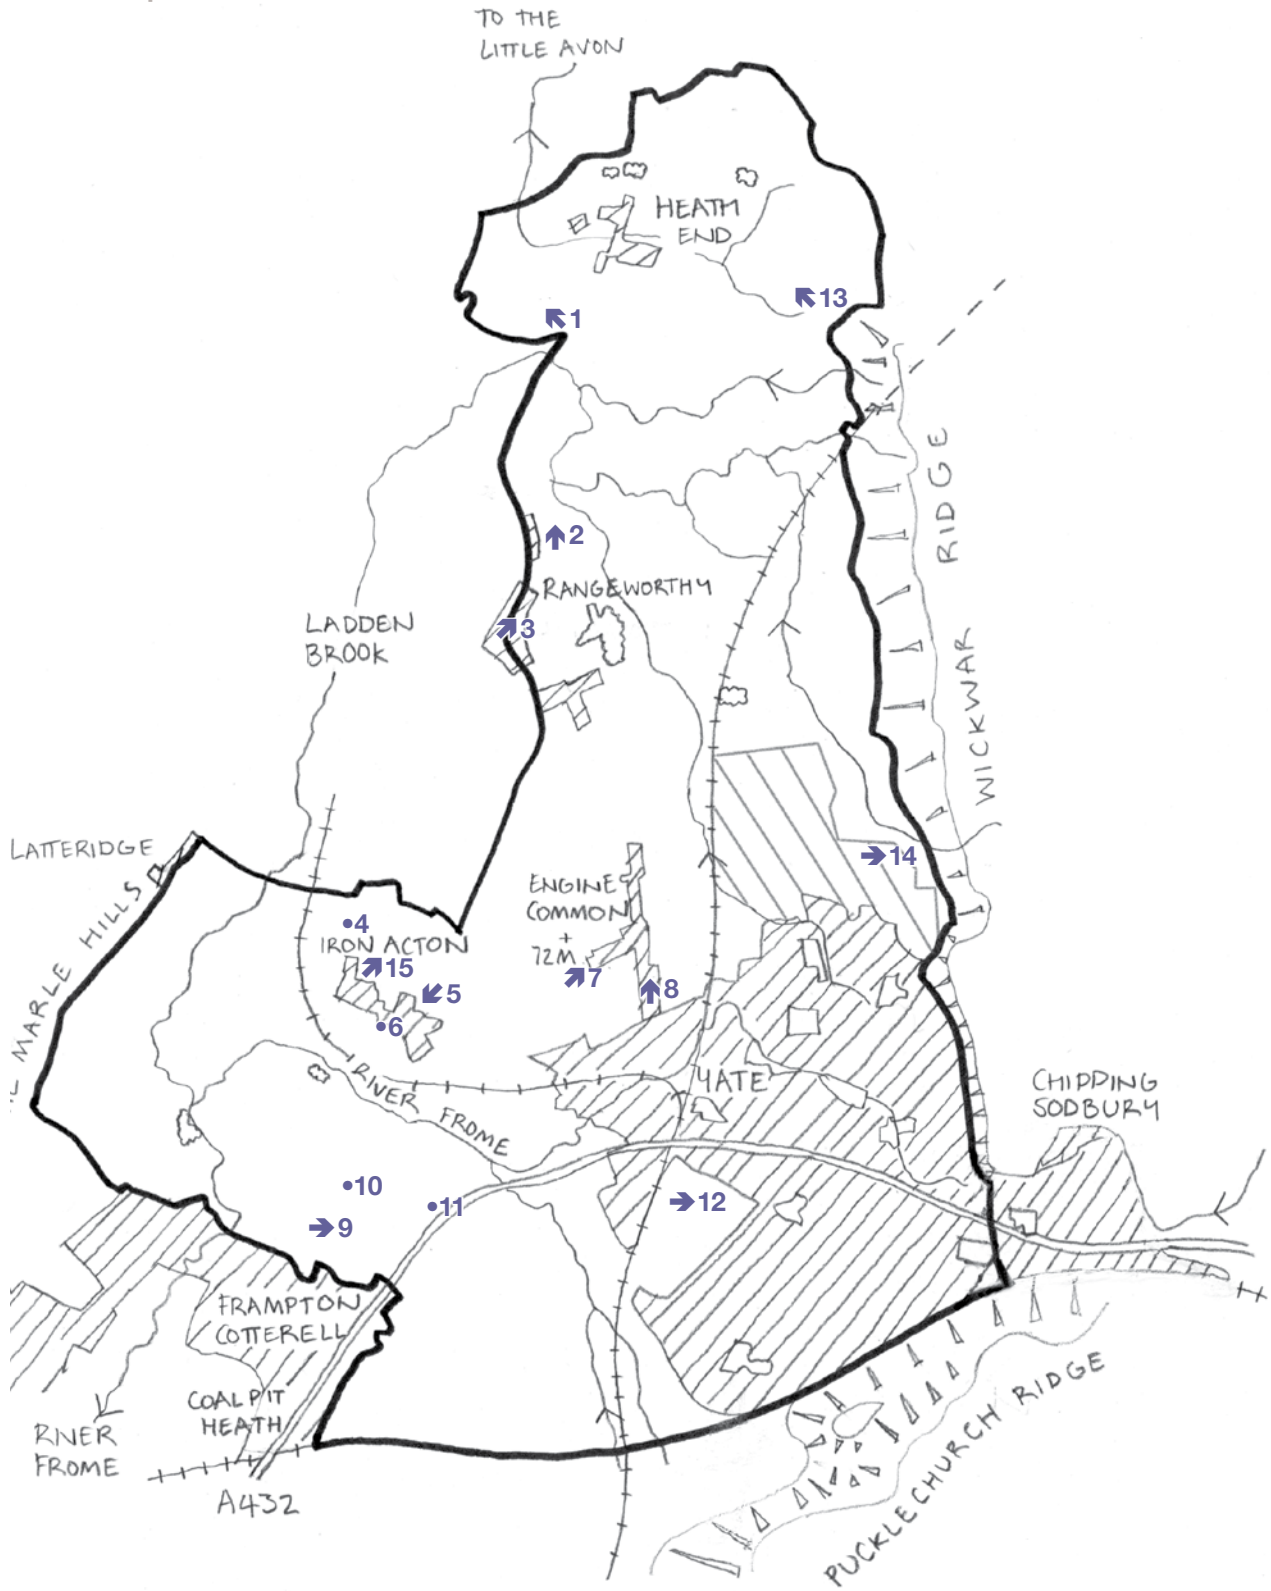 TO THE
LITTLE AVON
HEATH
END
13
1
RIDGE
2
RANGEWORTHY
3
LADDEN
BROOK
WICKWAR
LATTERIDGE
14
ENGINE
COMMON
+
72M
4
IRON ACTON
15
5
6
7
8
MARLE HILLS
RIVER FROME
YATE
CHIPPING
SODBURY
10
11
9
12
FRAMPTON
COTTERELL
COALPIT
HEATH
RIVER
FROME
A432
PUCKLECHURCH RIDGE